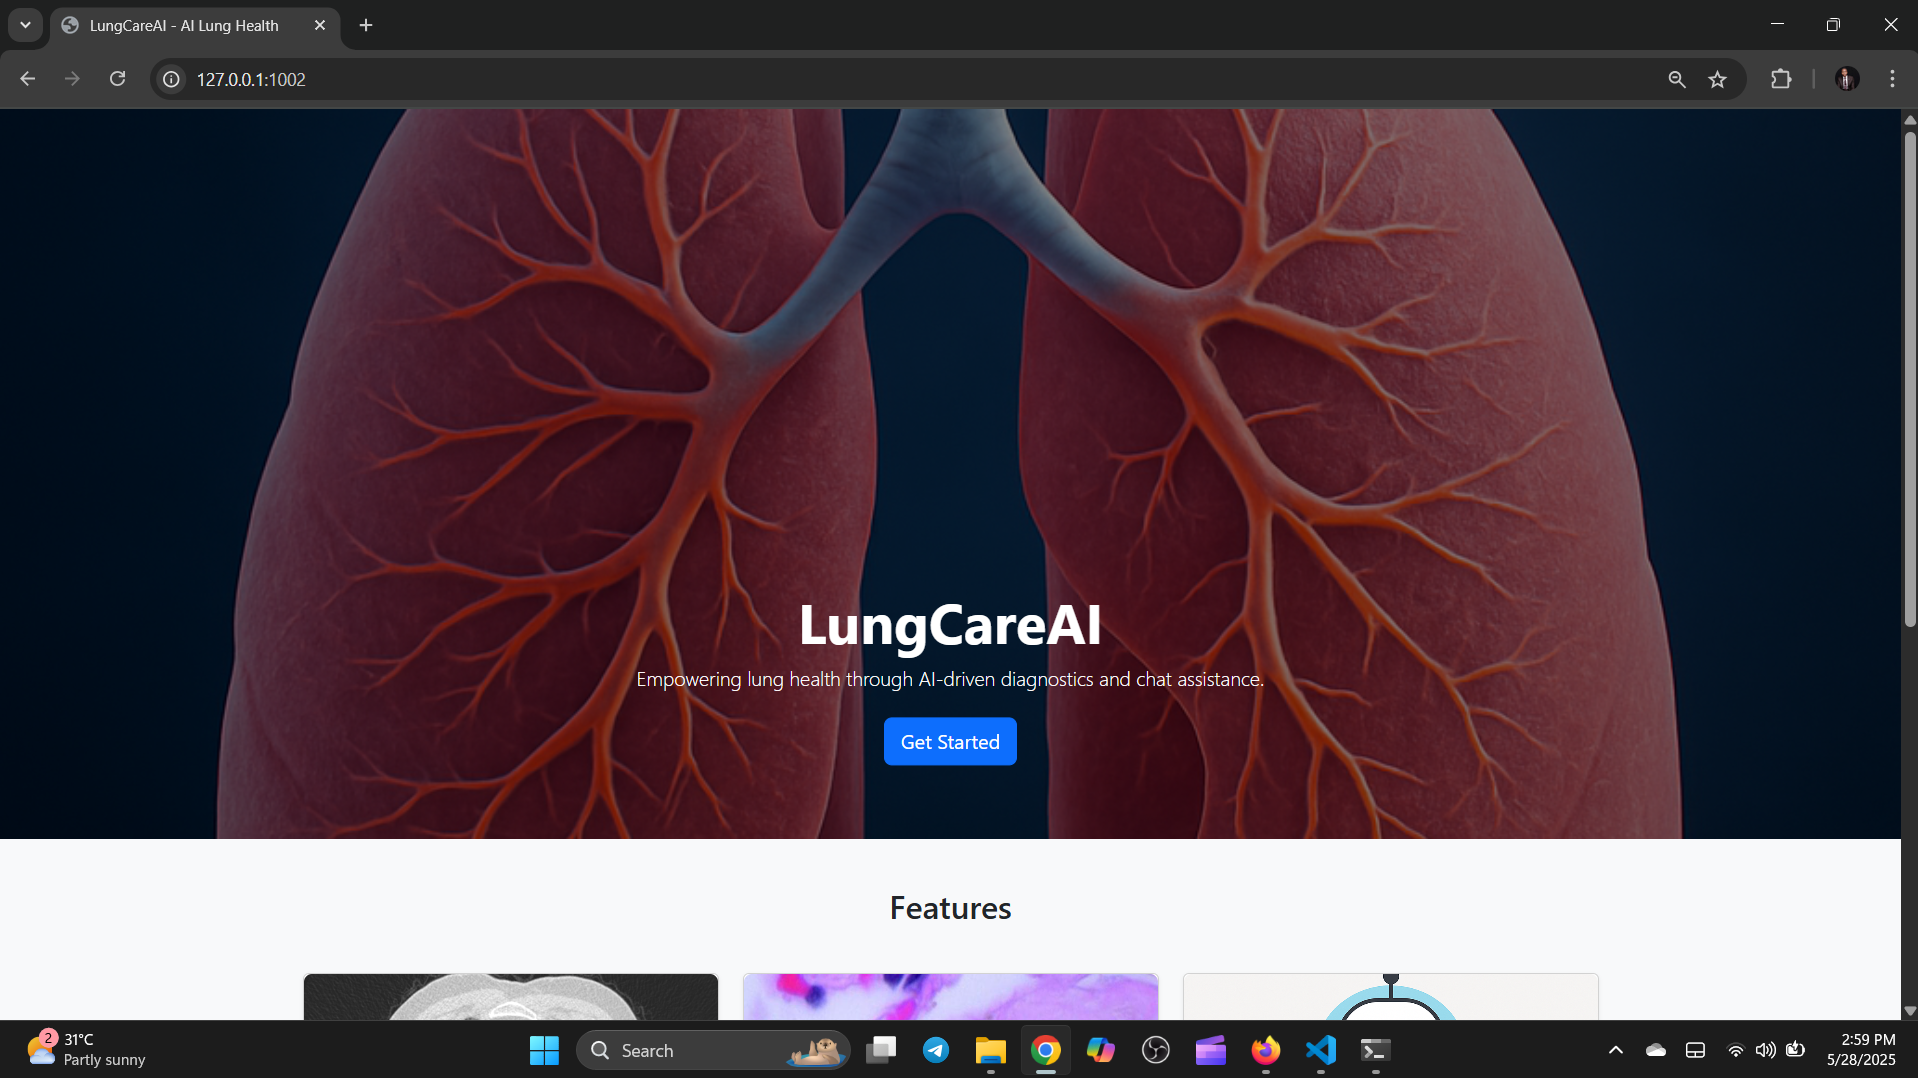 LungCareAI - AI Lung Health
127.0.0.1:1002
LungCareAI
Empowering lung health through AI-driven diagnostics and chat assistance.
Get Started
Features
2
31°C
Partly sunny
Search
2:59 PM
5/28/2025